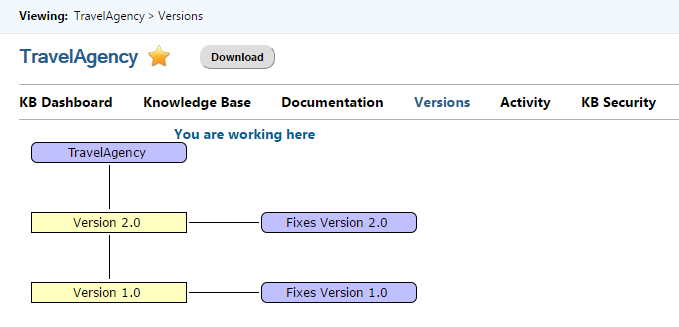 Viewing: TravelAgency > Versions
TravelAgency Download
KB Dashboard Knowledge Base Documentation Versions Activity KB Security
You are working here
TravelAgency
Version 2.0 Fixes Version 2.0
Version 1.0 Fixes Version 1.0